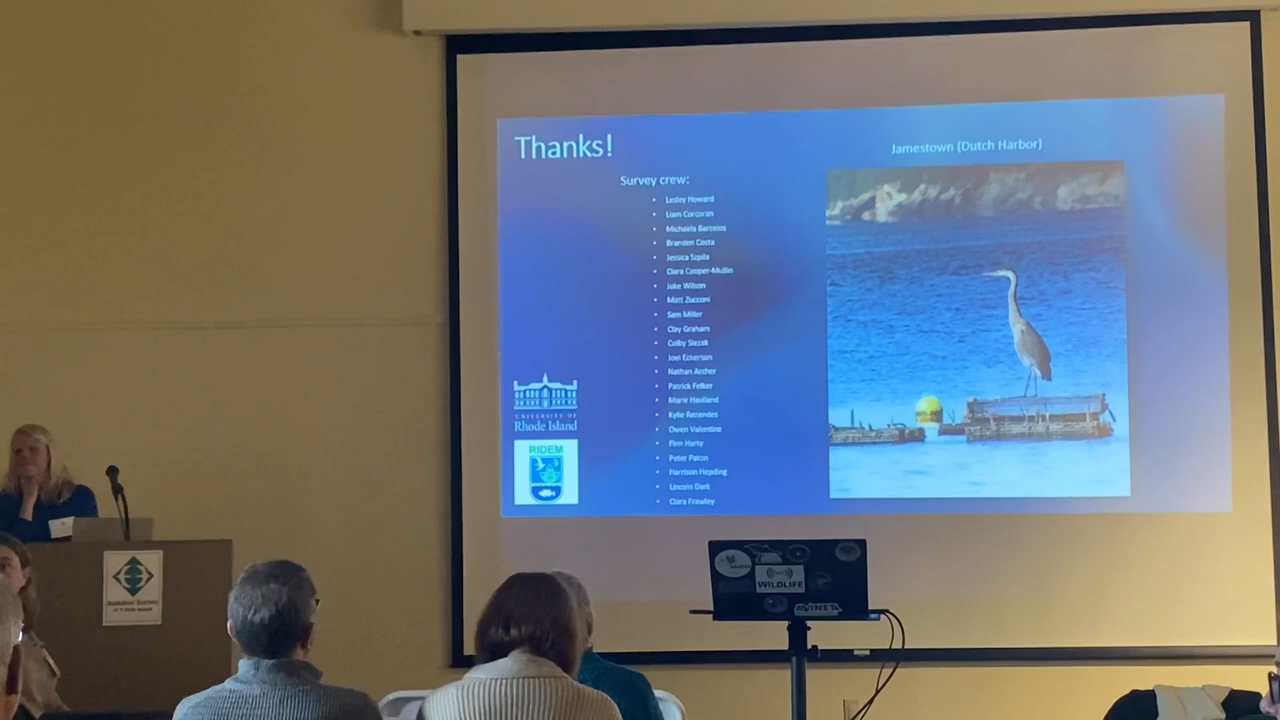 Thanks!
Jamestown (Dutch Harbor)
Survey crew:
• Lesley Howard
• Liam Corcoran
• Michaela Barcelos
• Branden Costa
• Jessica Szpila
• Clara Cooper-Mullin
• Jake Wilson
• Matt Zucconi
• Sam Miller
• Clay Graham
• Colby Slezak
• Joel Eckerson
• Nathan Archer
• Patrick Felker
• Marie Haviland
• Kylie Rezendes
• Owen Valentine
• Finn Harty
• Peter Paton
• Harrison Hepding
• Lincoln Dark
• Clara Frawley
UNIVERSITY OF
Rhode Island
RIDEM
WILDLIFE
AVINET
Audubon Society